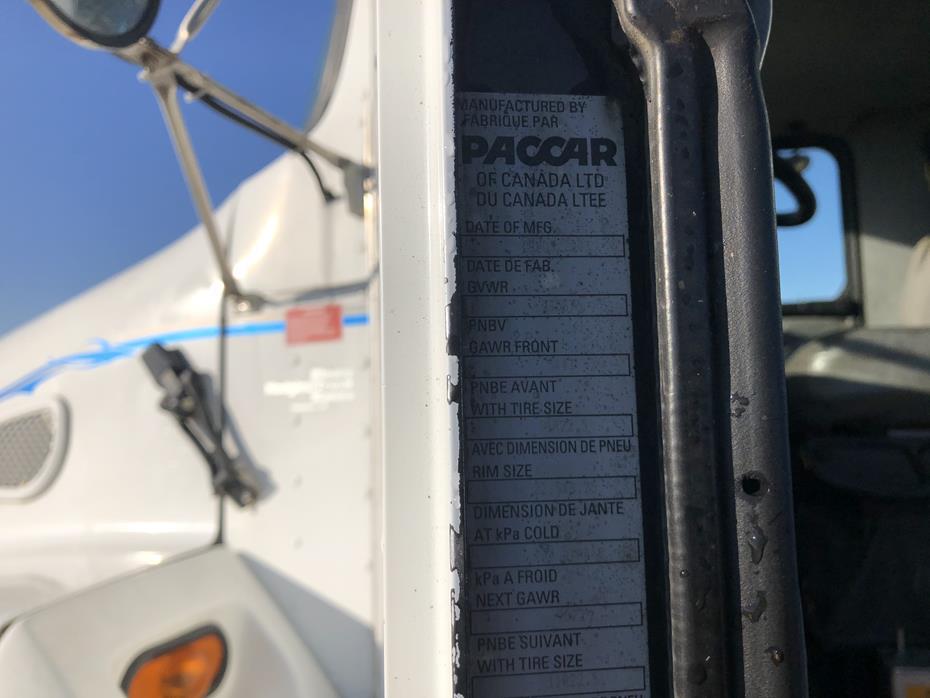 MANUFACTURED BY
FABRIQUE PAR
PACCAR
OF CANADA LTD
DU CANADA LTEE
DATE OF MFG.
DATE DE FAB.
GVWR
PNBV
GAWR FRONT
PNBE AVANT
WITH TIRE SIZE
AVEC DIMENSION DE PNEU
RIM SIZE
DIMENSION DE JANTE
AT kPa COLD
kPa A FROID
NEXT GAWR
PNBE SUIVANT
WITH TIRE SIZE